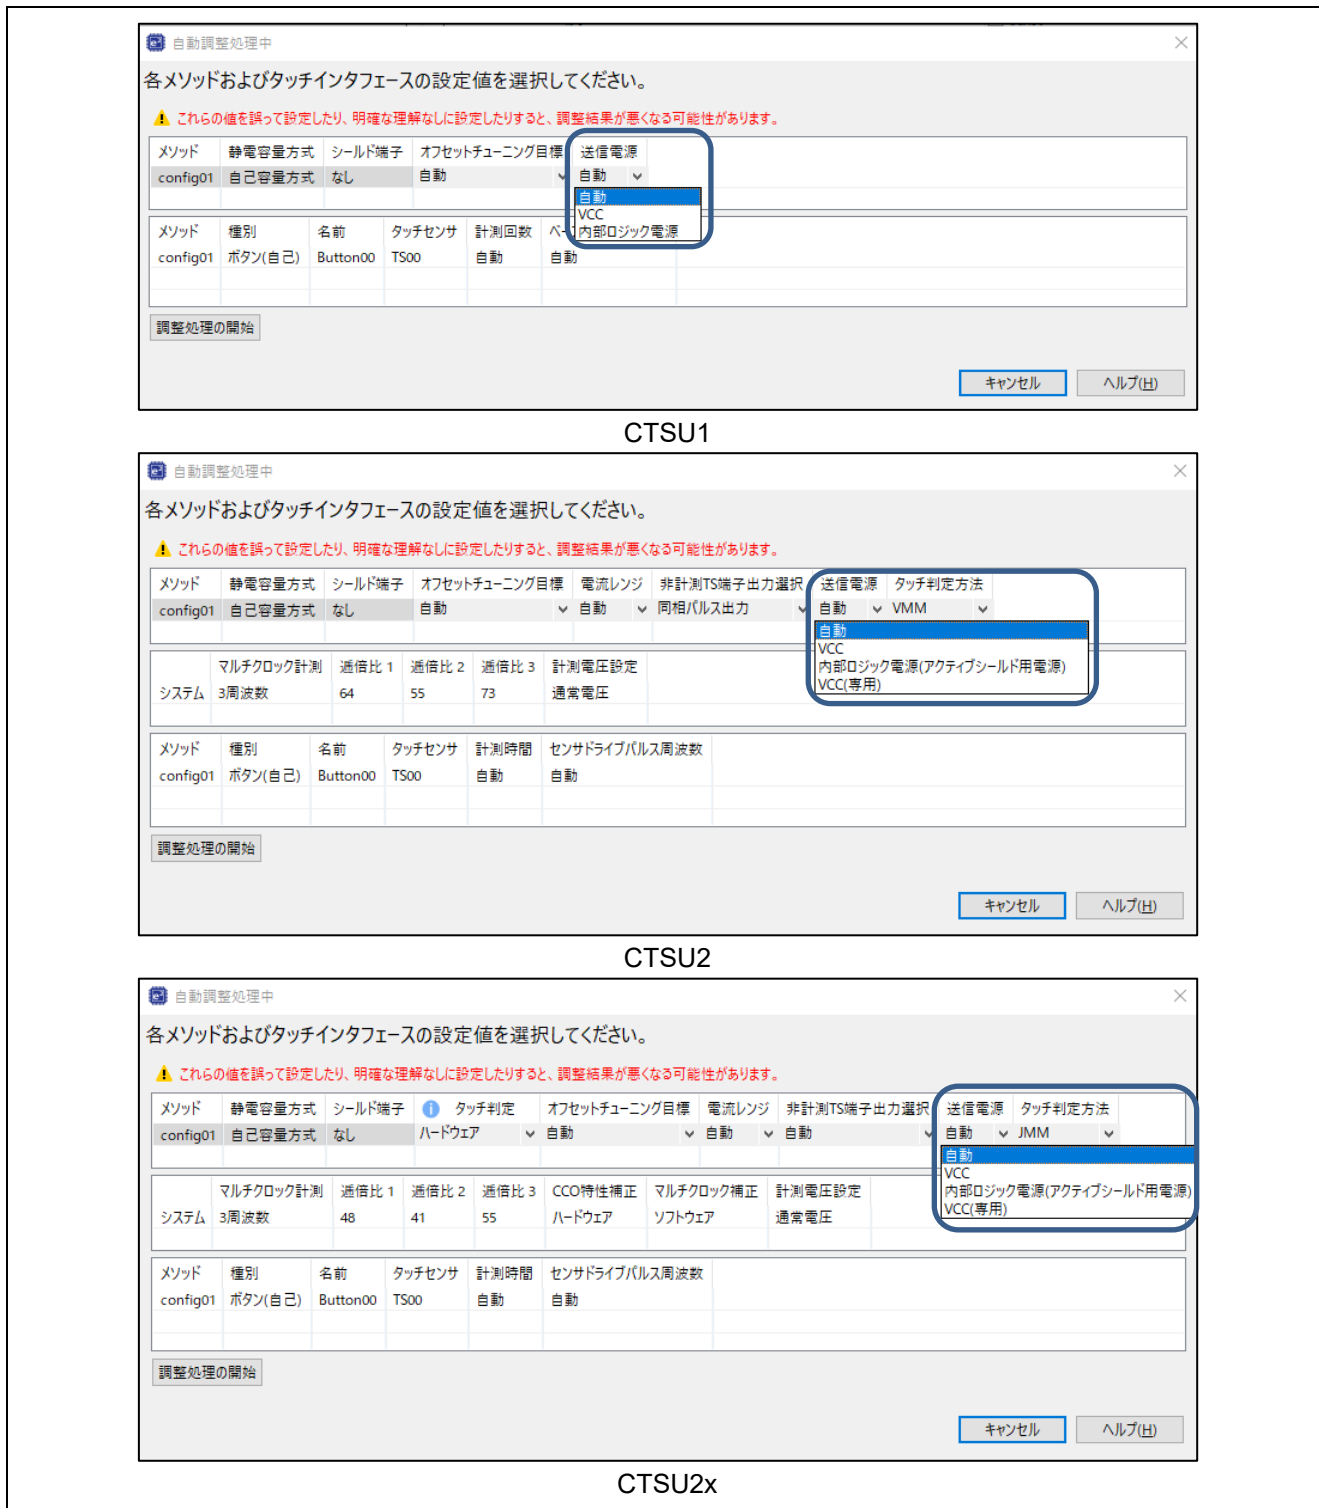 自動調整処理中
各メソッドおよびタッチインタフェースの設定値を選択してください。
これらの値を誤って設定したり、明確な理解なしに設定したりすると、調整結果が悪くなる可能性があります。
メソッド 静電容量方式 シールド端子 オフセットチューニング目標 送信電源
config01 自己容量方式 なし 自動 自動
自動
VCC
内部ロジック電源
メソッド 種別 名前 タッチセンサ 計測回数 ベー
config01 ボタン(自己) Button00 TS00 自動 自動
調整処理の開始
キャンセル ヘルプ(H)
CTSU1
自動調整処理中
各メソッドおよびタッチインタフェースの設定値を選択してください。
これらの値を誤って設定したり、明確な理解なしに設定したりすると、調整結果が悪くなる可能性があります。
メソッド 静電容量方式 シールド端子 オフセットチューニング目標 電流レンジ 非計測TS端子出力選択 送信電源 タッチ判定方法
config01 自己容量方式 なし 自動 自動 同相パルス出力 自動 VMM
自動
VCC
内部ロジック電源(アクティブシールド用電源)
VCC(専用)
マルチクロック計測 逓倍比 1 逓倍比 2 逓倍比 3 計測電圧設定
システム 3周波数 64 55 73 通常電圧
メソッド 種別 名前 タッチセンサ 計測時間 センサドライブパルス周波数
config01 ボタン(自己) Button00 TS00 自動 自動
調整処理の開始
キャンセル ヘルプ(H)
CTSU2
自動調整処理中
各メソッドおよびタッチインタフェースの設定値を選択してください。
これらの値を誤って設定したり、明確な理解なしに設定したりすると、調整結果が悪くなる可能性があります。
メソッド 静電容量方式 シールド端子 タッチ判定 オフセットチューニング目標 電流レンジ 非計測TS端子出力選択 送信電源 タッチ判定方法
config01 自己容量方式 なし ハードウェア 自動 自動 自動 自動 JMM
自動
VCC
内部ロジック電源(アクティブシールド用電源)
VCC(専用)
マルチクロック計測 逓倍比 1 逓倍比 2 逓倍比 3 CCO特性補正 マルチクロック補正 計測電圧設定
システム 3周波数 48 41 55 ハードウェア ソフトウェア 通常電圧
メソッド 種別 名前 タッチセンサ 計測時間 センサドライブパルス周波数
config01 ボタン(自己) Button00 TS00 自動 自動
調整処理の開始
キャンセル ヘルプ(H)
CTSU2x